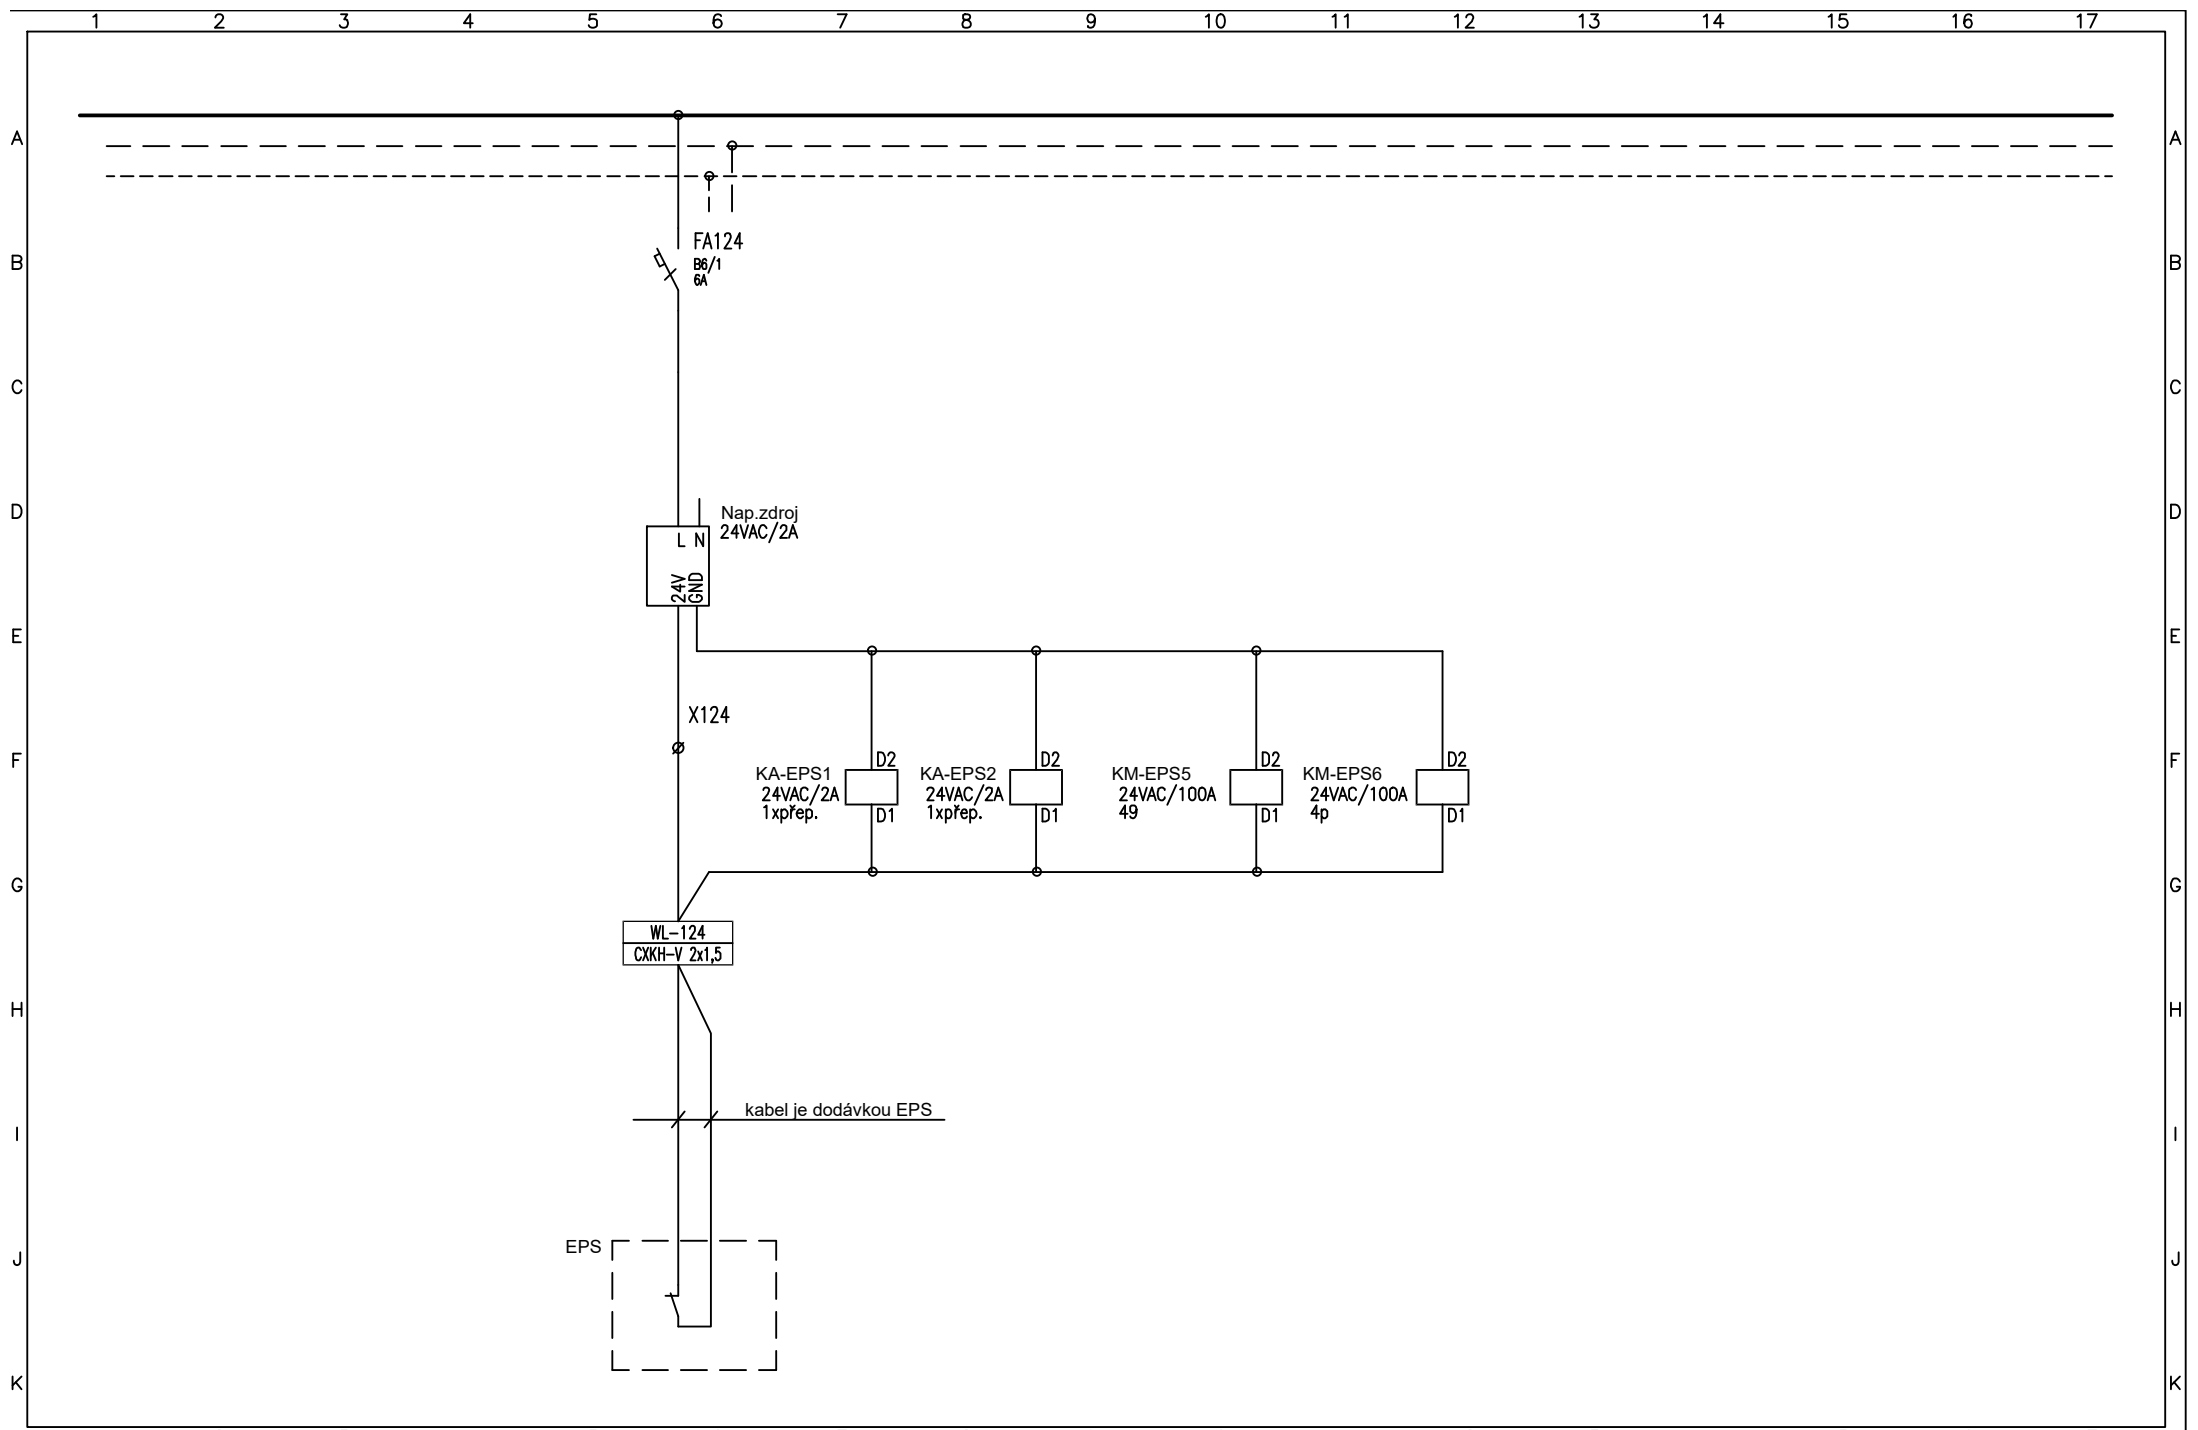 1 2 3 4 5 6 7 8 9 10 11 12 13 14 15 16 17
A A
FA124
B B
B6/1
6A
C C
D D
Nap.zdroj
24VAC/2A
L N
24V
GND
E E
X124
F F
D2 D2 D2 D2
KA-EPS1 KA-EPS2 KM-EPS5 KM-EPS6
24VAC/2A 24VAC/2A 24VAC/100A 24VAC/100A
1xpřep. 1xpřep. 49 4p
D1 D1 D1 D1
G G
WL-124
CXKH-V 2x1,5
H H
kabel je dodávkou EPS
I I
EPS
J J
K K